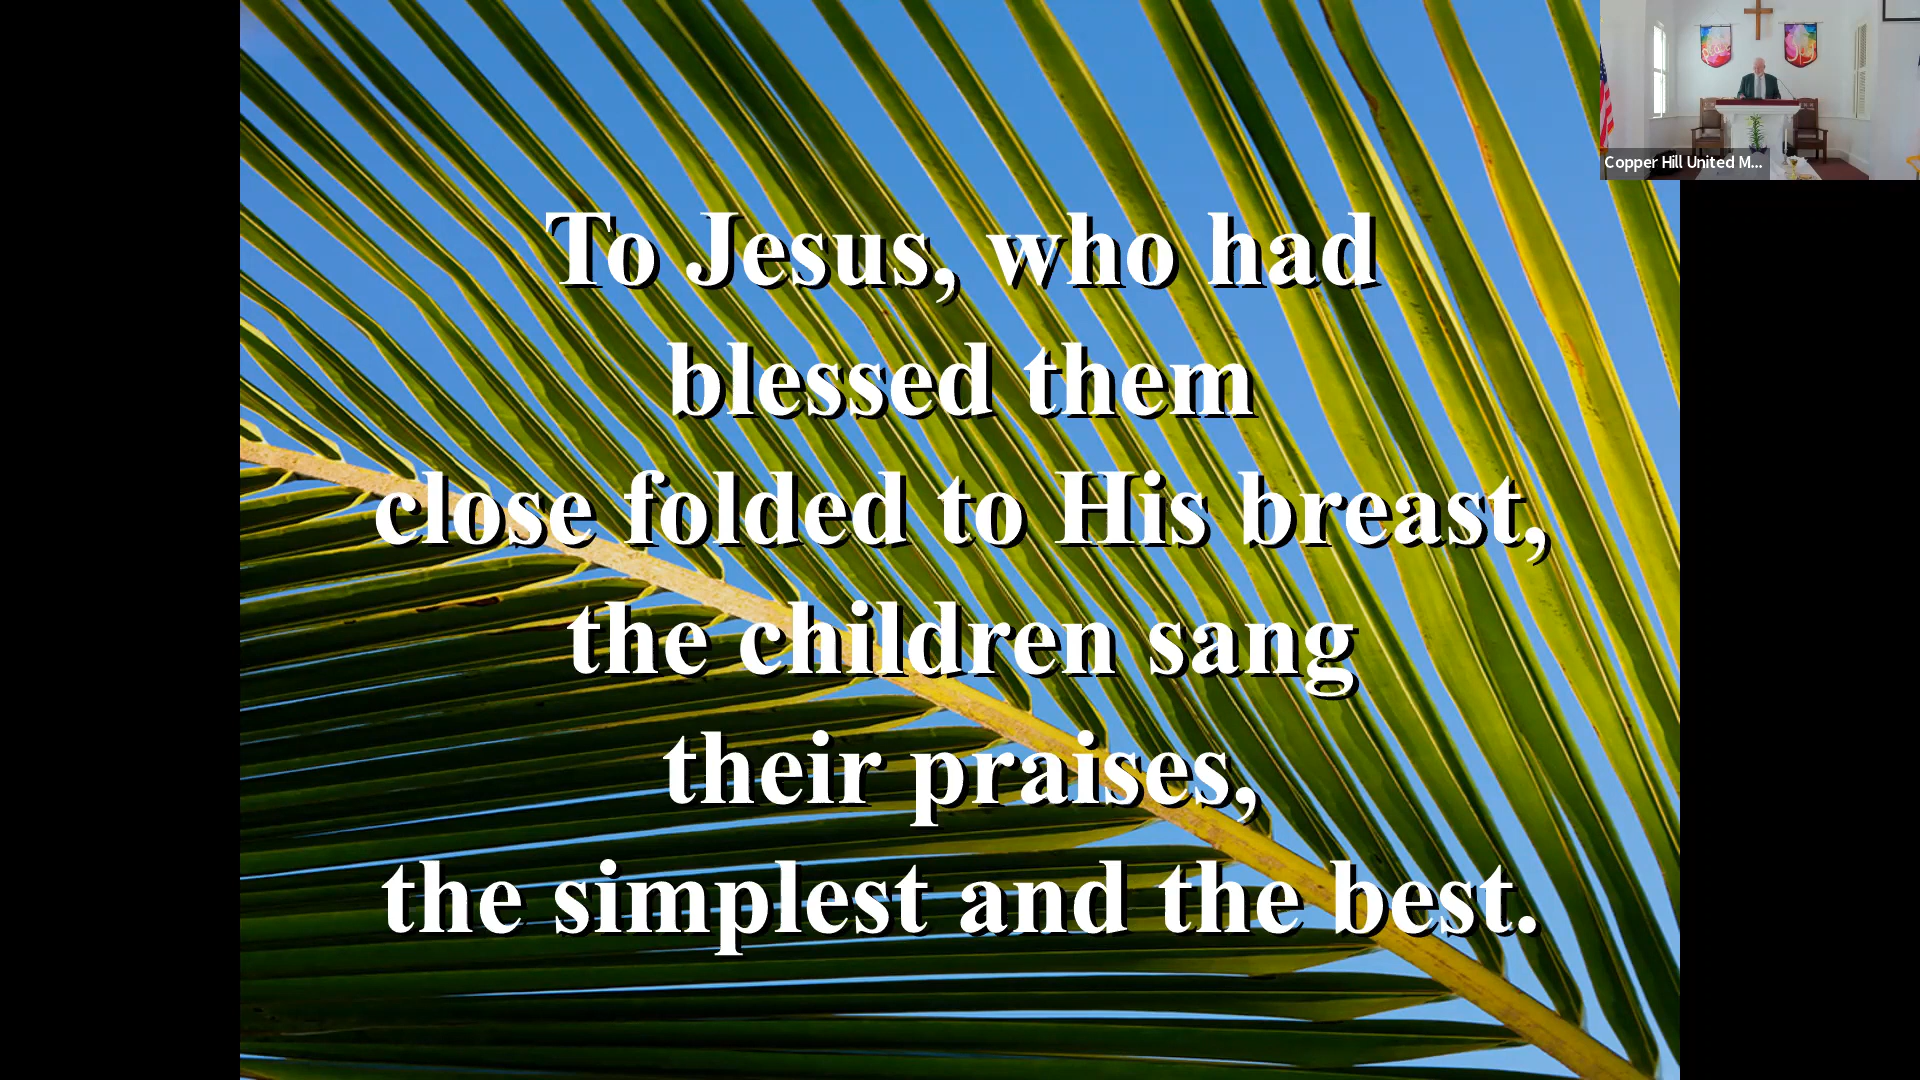 To Jesus, who had
blessed them
close folded to His breast,
the children sang
their praises,
the simplest and the best.
Copper Hill United M...